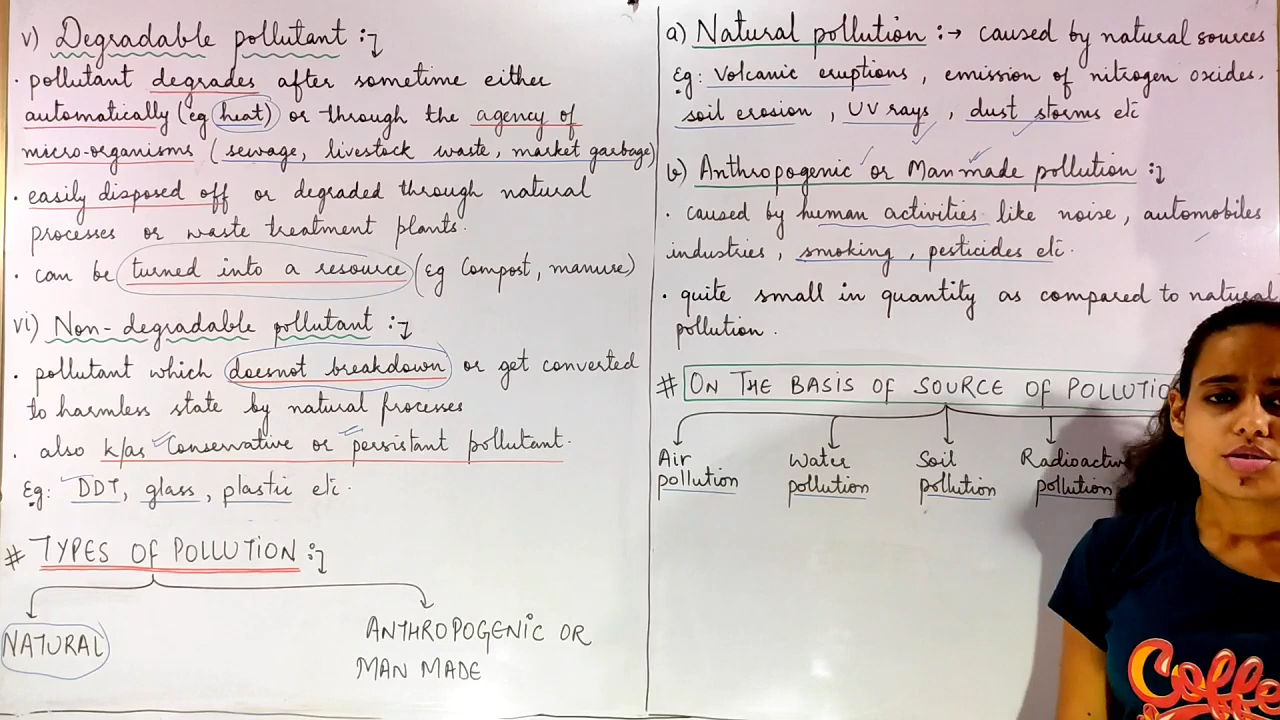 v) Degradable pollutant :↴
· pollutant degrades after sometime either
automatically (eg heat) or through the agency of
micro-organisms (sewage, livestock waste, market garbage)
· easily disposed off or degraded through natural
processes or waste treatment plants.
· can be turned into a resource (eg Compost, manure)
vi) Non-degradable pollutant :↴
· pollutant which doesnot breakdown or get converted
to harmless state by natural processes
· also k/as Conservative or persistant pollutant.
Eg: DDT, glass, plastic etc.
# TYPES OF POLLUTION :↴
NATURAL
ANTHROPOGENIC OR
MAN MADE
a) Natural pollution :→ caused by natural sources
Eg: Volcanic eruptions, emission of nitrogen oxides.
soil erosion, UV rays, dust storms etc
b) Anthropogenic or Man made pollution :↴
· caused by human activities like noise, automobiles
industries, smoking, pesticides etc.
· quite small in quantity as compared to natural
pollution.
# ON THE BASIS OF SOURCE OF POLLUTIO
Air
pollution
Water
pollution
Soil
pollution
Radioactiv
pollution
Coffe